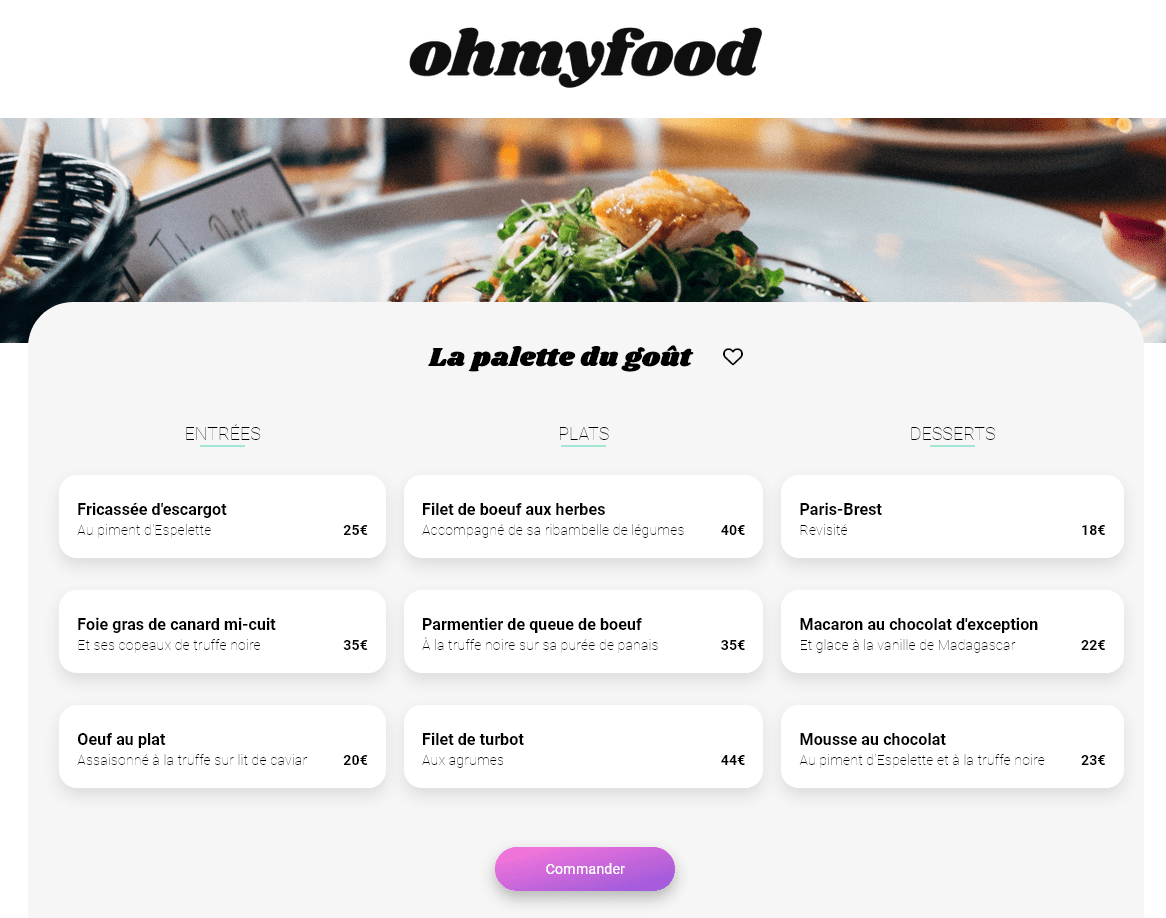 ohmyfood
La palette du goût
ENTRÉES
Fricassée d'escargot
Au piment d'Espelette
25€
Foie gras de canard mi-cuit
Et ses copeaux de truffe noire
35€
Oeuf au plat
Assaisonné à la truffe sur lit de caviar
20€
PLATS
Filet de boeuf aux herbes
Accompagné de sa ribambelle de légumes
40€
Parmentier de queue de boeuf
À la truffe noire sur sa purée de panais
35€
Filet de turbot
Aux agrumes
44€
DESSERTS
Paris-Brest
Revisité
18€
Macaron au chocolat d'exception
Et glace à la vanille de Madagascar
22€
Mousse au chocolat
Au piment d'Espelette et à la truffe noire
23€
Commander